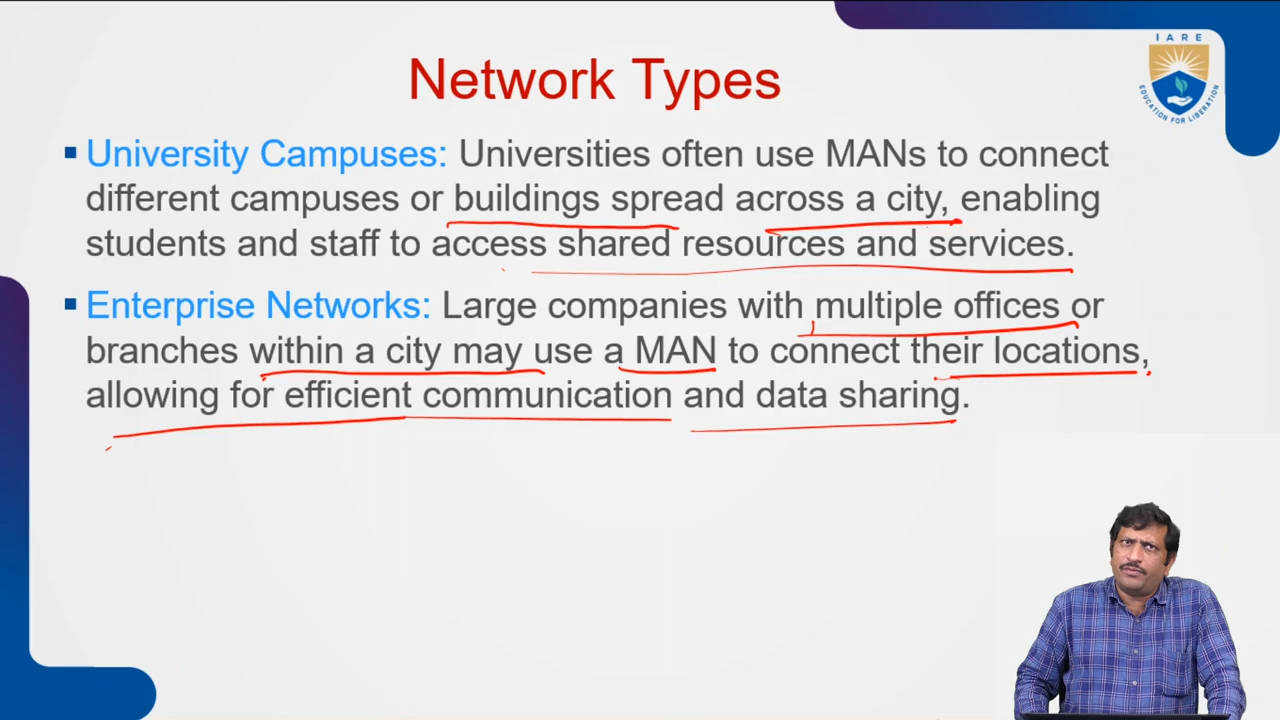 IARE
EDUCATION FOR LIBERATION
Network Types
University Campuses: Universities often use MANs to connect
different campuses or buildings spread across a city, enabling
students and staff to access shared resources and services.
Enterprise Networks: Large companies with multiple offices or
branches within a city may use a MAN to connect their locations,
allowing for efficient communication and data sharing.